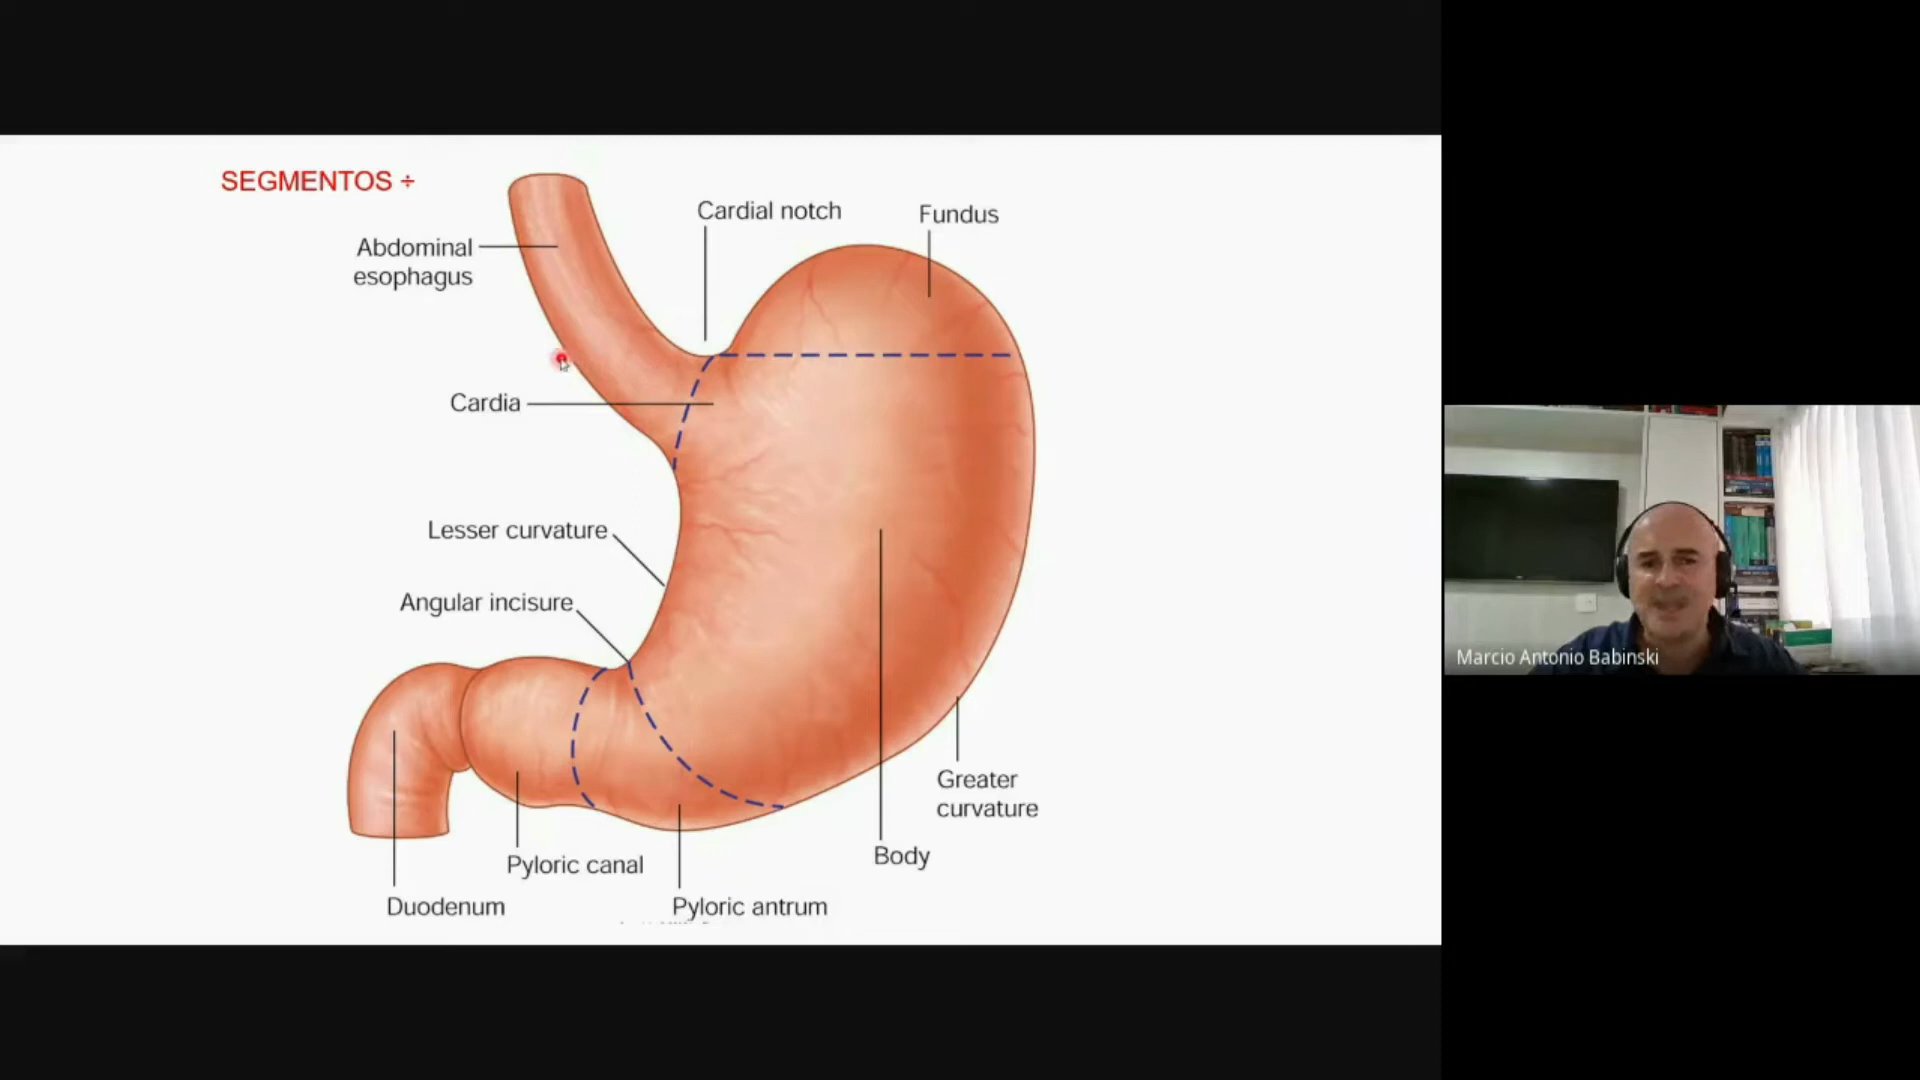 SEGMENTOS ÷
Cardial notch
Fundus
Abdominal
esophagus
Cardia
Lesser curvature
Angular incisure
Greater
curvature
Body
Pyloric canal
Duodenum
Pyloric antrum
Marcio Antonio Babinski